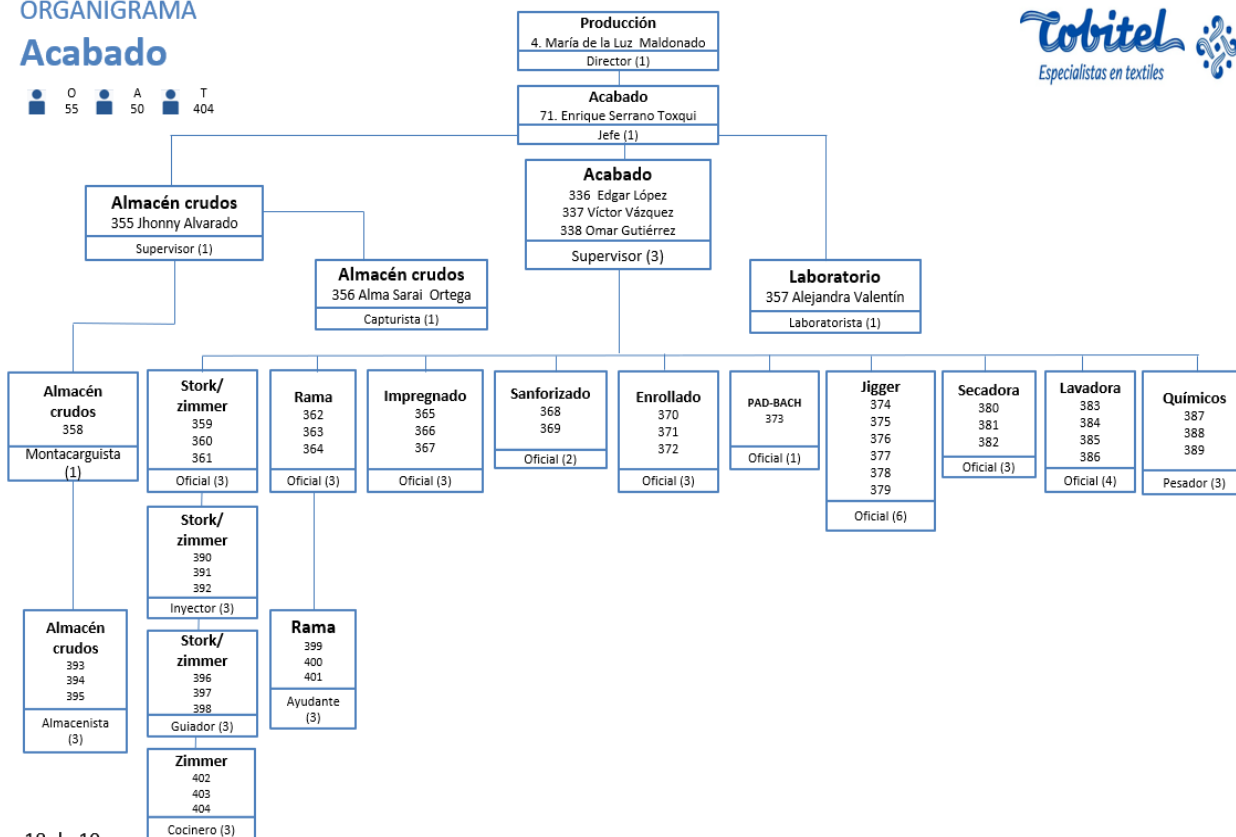 ORGANIGRAMA
Acabado
O
55
A
50
T
404
Tobitel
Especialistas en textiles
Producción
4. María de la Luz Maldonado
Director (1)
Acabado
71. Enrique Serrano Toxqui
Jefe (1)
Almacén crudos
355 Jhonny Alvarado
Supervisor (1)
Acabado
336 Edgar López
337 Víctor Vázquez
338 Omar Gutiérrez
Supervisor (3)
Almacén crudos
356 Alma Sarai Ortega
Capturista (1)
Laboratorio
357 Alejandra Valentín
Laboratorista (1)
Almacén
crudos
358
Montacarguista
(1)
Stork/
zimmer
359
360
361
Oficial (3)
Rama
362
363
364
Oficial (3)
Impregnado
365
366
367
Oficial (3)
Sanforizado
368
369
Oficial (2)
Enrollado
370
371
372
Oficial (3)
PAD-BACH
373
Oficial (1)
Jigger
374
375
376
377
378
379
Oficial (6)
Secadora
380
381
382
Oficial (3)
Lavadora
383
384
385
386
Oficial (4)
Químicos
387
388
389
Pesador (3)
Stork/
zimmer
390
391
392
Inyector (3)
Almacén
crudos
393
394
395
Almacenista
(3)
Stork/
zimmer
396
397
398
Guiador (3)
Rama
399
400
401
Ayudante
(3)
Zimmer
402
403
404
Cocinero (3)